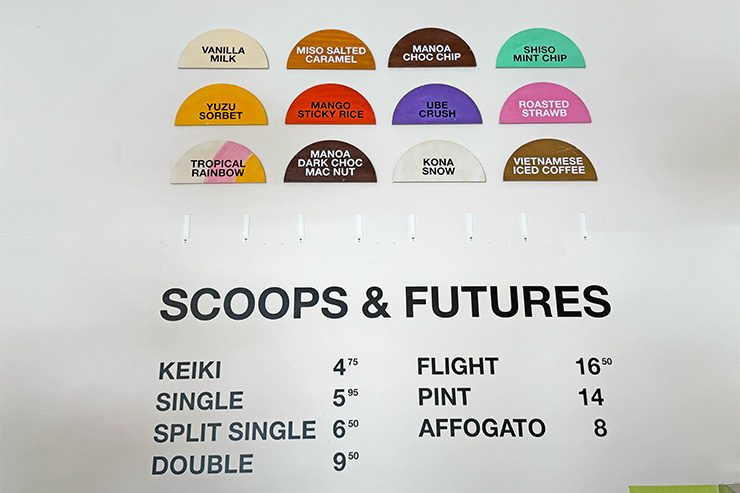 VANILLA
MILK
MISO SALTED
CARAMEL
MANOA
CHOC CHIP
SHISO
MINT CHIP
YUZU
SORBET
MANGO
STICKY RICE
UBE
CRUSH
ROASTED
STRAWB
TROPICAL
RAINBOW
MANOA
DARK CHOC
MAC NUT
KONA
SNOW
VIETNAMESE
ICED COFFEE
SCOOPS & FUTURES
KEIKI 4 75
SINGLE 5 95
SPLIT SINGLE 6 50
DOUBLE 9 50
FLIGHT 16 50
PINT 14
AFFOGATO 8